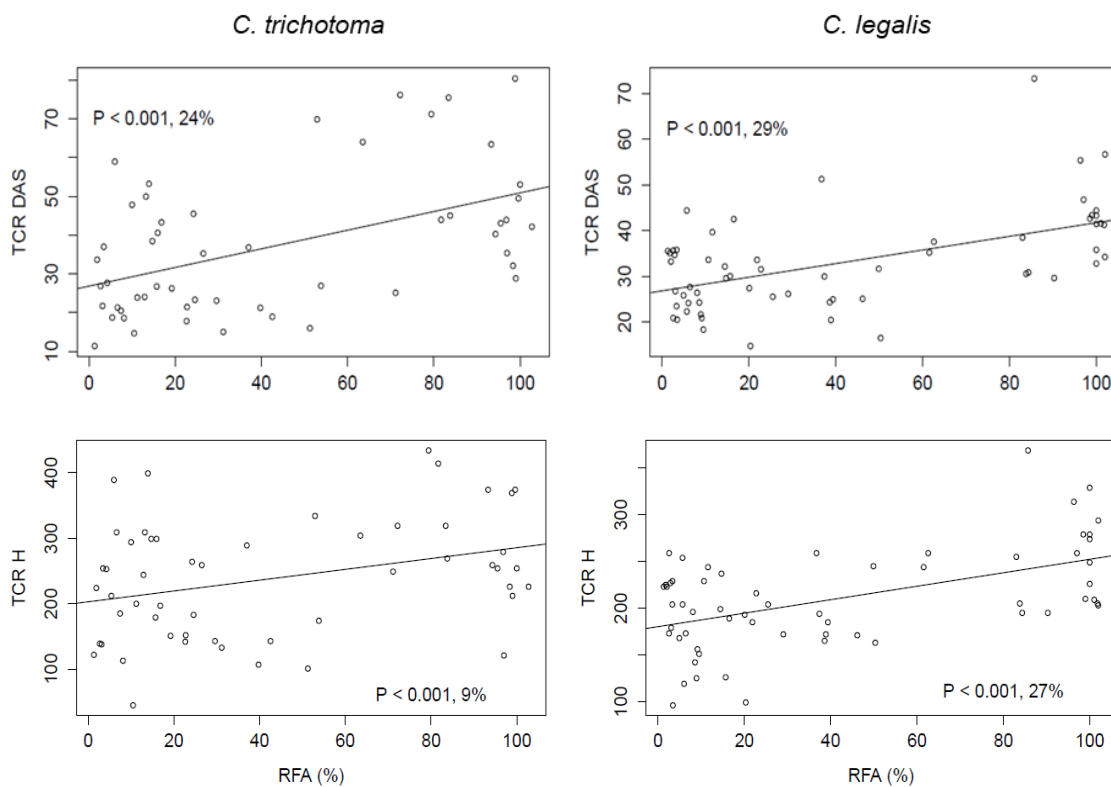 C. trichotoma
C. legalis
TCR DAS
10 30 50 70
P < 0.001, 24%
0 20 40 60 80 100
TCR DAS
20 30 40 50 60 70
P < 0.001, 29%
0 20 40 60 80 100
TCR H
100 200 300 400
P < 0.001, 9%
0 20 40 60 80 100
RFA (%)
TCR H
100 200 300
P < 0.001, 27%
0 20 40 60 80 100
RFA (%)